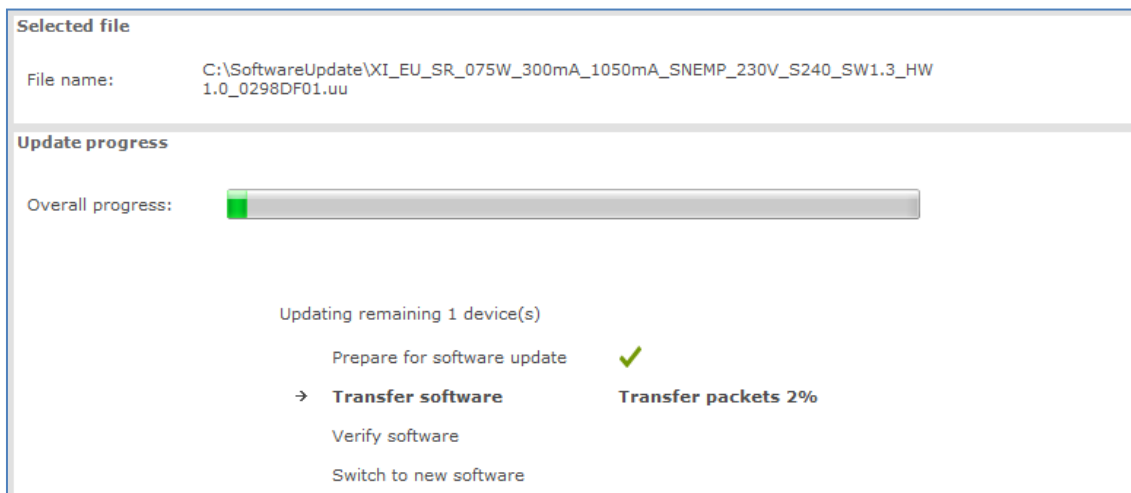 Selected file
File name:
C:\SoftwareUpdate\XI_EU_SR_075W_300mA_1050mA_SNEMP_230V_S240_SW1.3_HW
1.0_0298DF01.uu
Update progress
Overall progress:
Updating remaining 1 device(s)
Prepare for software update
→ Transfer software Transfer packets 2%
Verify software
Switch to new software